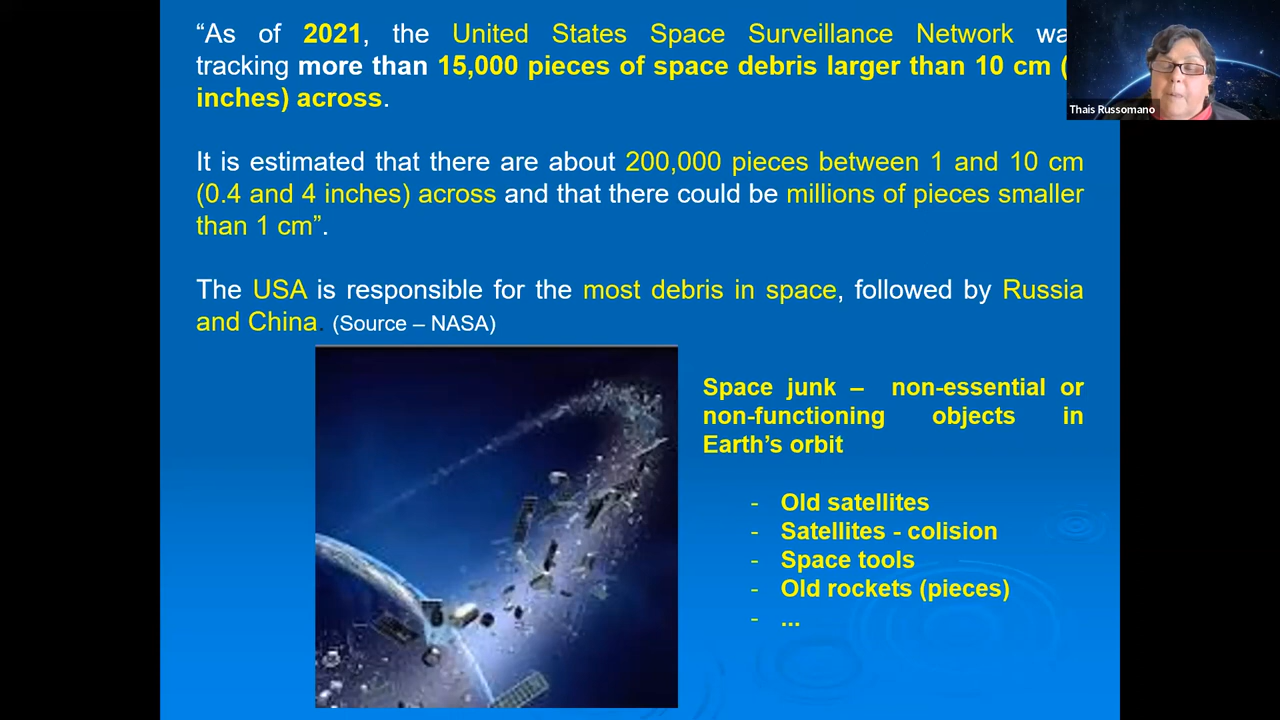 “As of 2021, the United States Space Surveillance Network
tracking more than 15,000 pieces of space debris larger than 10 cm (
inches) across.
It is estimated that there are about 200,000 pieces between 1 and 10 cm
(0.4 and 4 inches) across and that there could be millions of pieces smaller
than 1 cm”.
The USA is responsible for the most debris in space, followed by Russia
and China. (Source – NASA)
Space junk – non-essential or
non-functioning objects in
Earth’s orbit
- Old satellites
- Satellites - colision
- Space tools
- Old rockets (pieces)
- ...
Thais Russomano